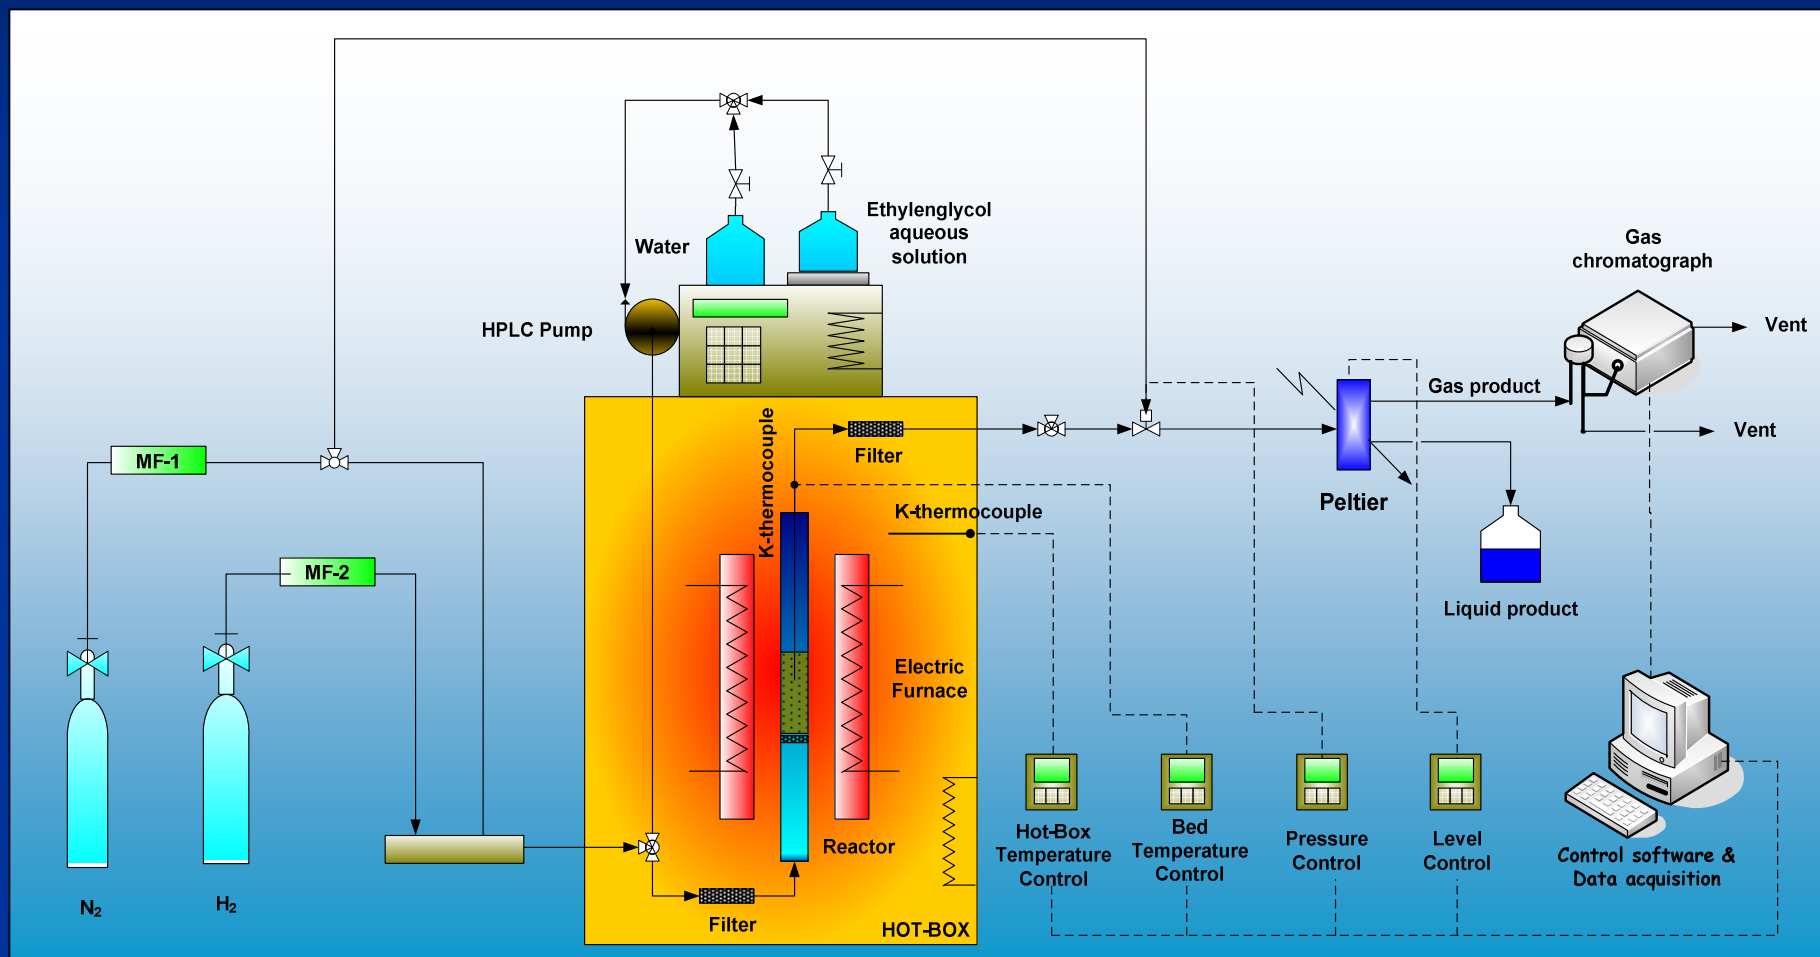 Ethylenglycol
aqueous
solution
Water
HPLC Pump
Gas
chromatograph
Vent
Gas product
Vent
K-thermocouple
Filter
MF-1
K-thermocouple
Peltier
MF-2
Liquid product
Electric
Furnace
Reactor
Hot-Box
Temperature
Control
Bed
Temperature
Control
Pressure
Control
Level
Control
Control software &
Data acquisition
N₂
H₂
Filter
HOT-BOX